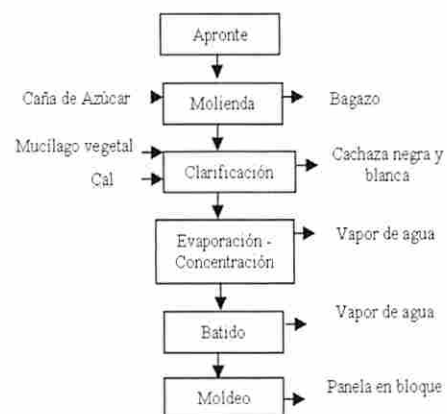 Apronte
Caña de Azúcar
Molienda
Bagazo
Mucílago vegetal
Cal
Clarificación
Cachaza negra y
blanca
Evaporación -
Concentración
Vapor de agua
Batido
Vapor de agua
Moldeo
Panela en bloque